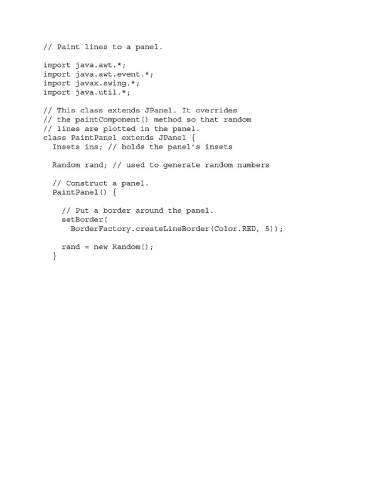 // Paint lines to a panel.
import java.awt.*;
import java.awt.event.*;
import javax.swing.*;
import java.util.*;
// This class extends JPanel. It overrides
// the paintComponent() method so that random
// lines are plotted in the panel.
class PaintPanel extends JPanel {
  Insets ins; // holds the panel's insets
  Random rand; // used to generate random numbers
  // Construct a panel.
  PaintPanel() {
    // Put a border around the panel.
    setBorder(
      BorderFactory.createLineBorder(Color.RED, 5));
    rand = new Random();
  }